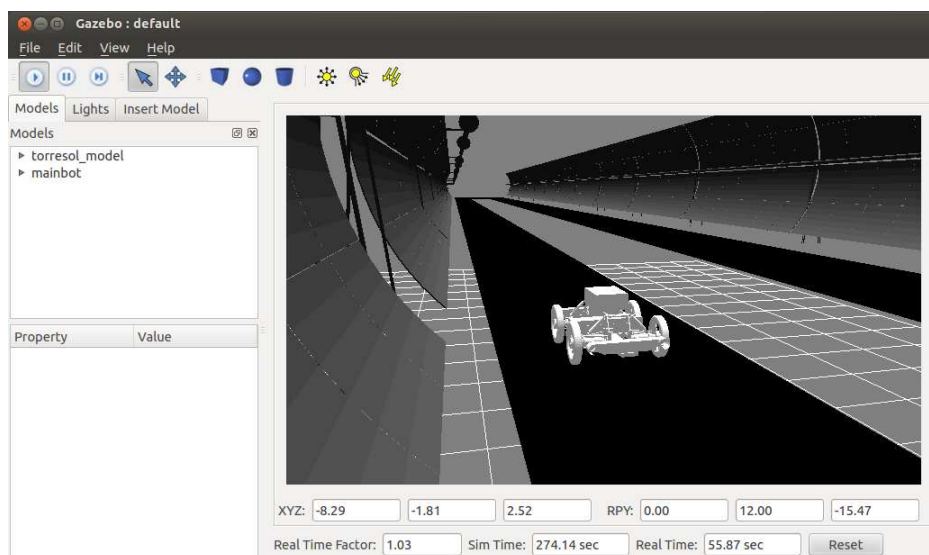 Gazebo : default
File Edit View Help
Models Lights Insert Model
Models
torresol_model
mainbot
Property Value
XYZ: -8.29 -1.81 2.52 RPY: 0.00 12.00 -15.47
Real Time Factor: 1.03 Sim Time: 274.14 sec Real Time: 55.87 sec Reset